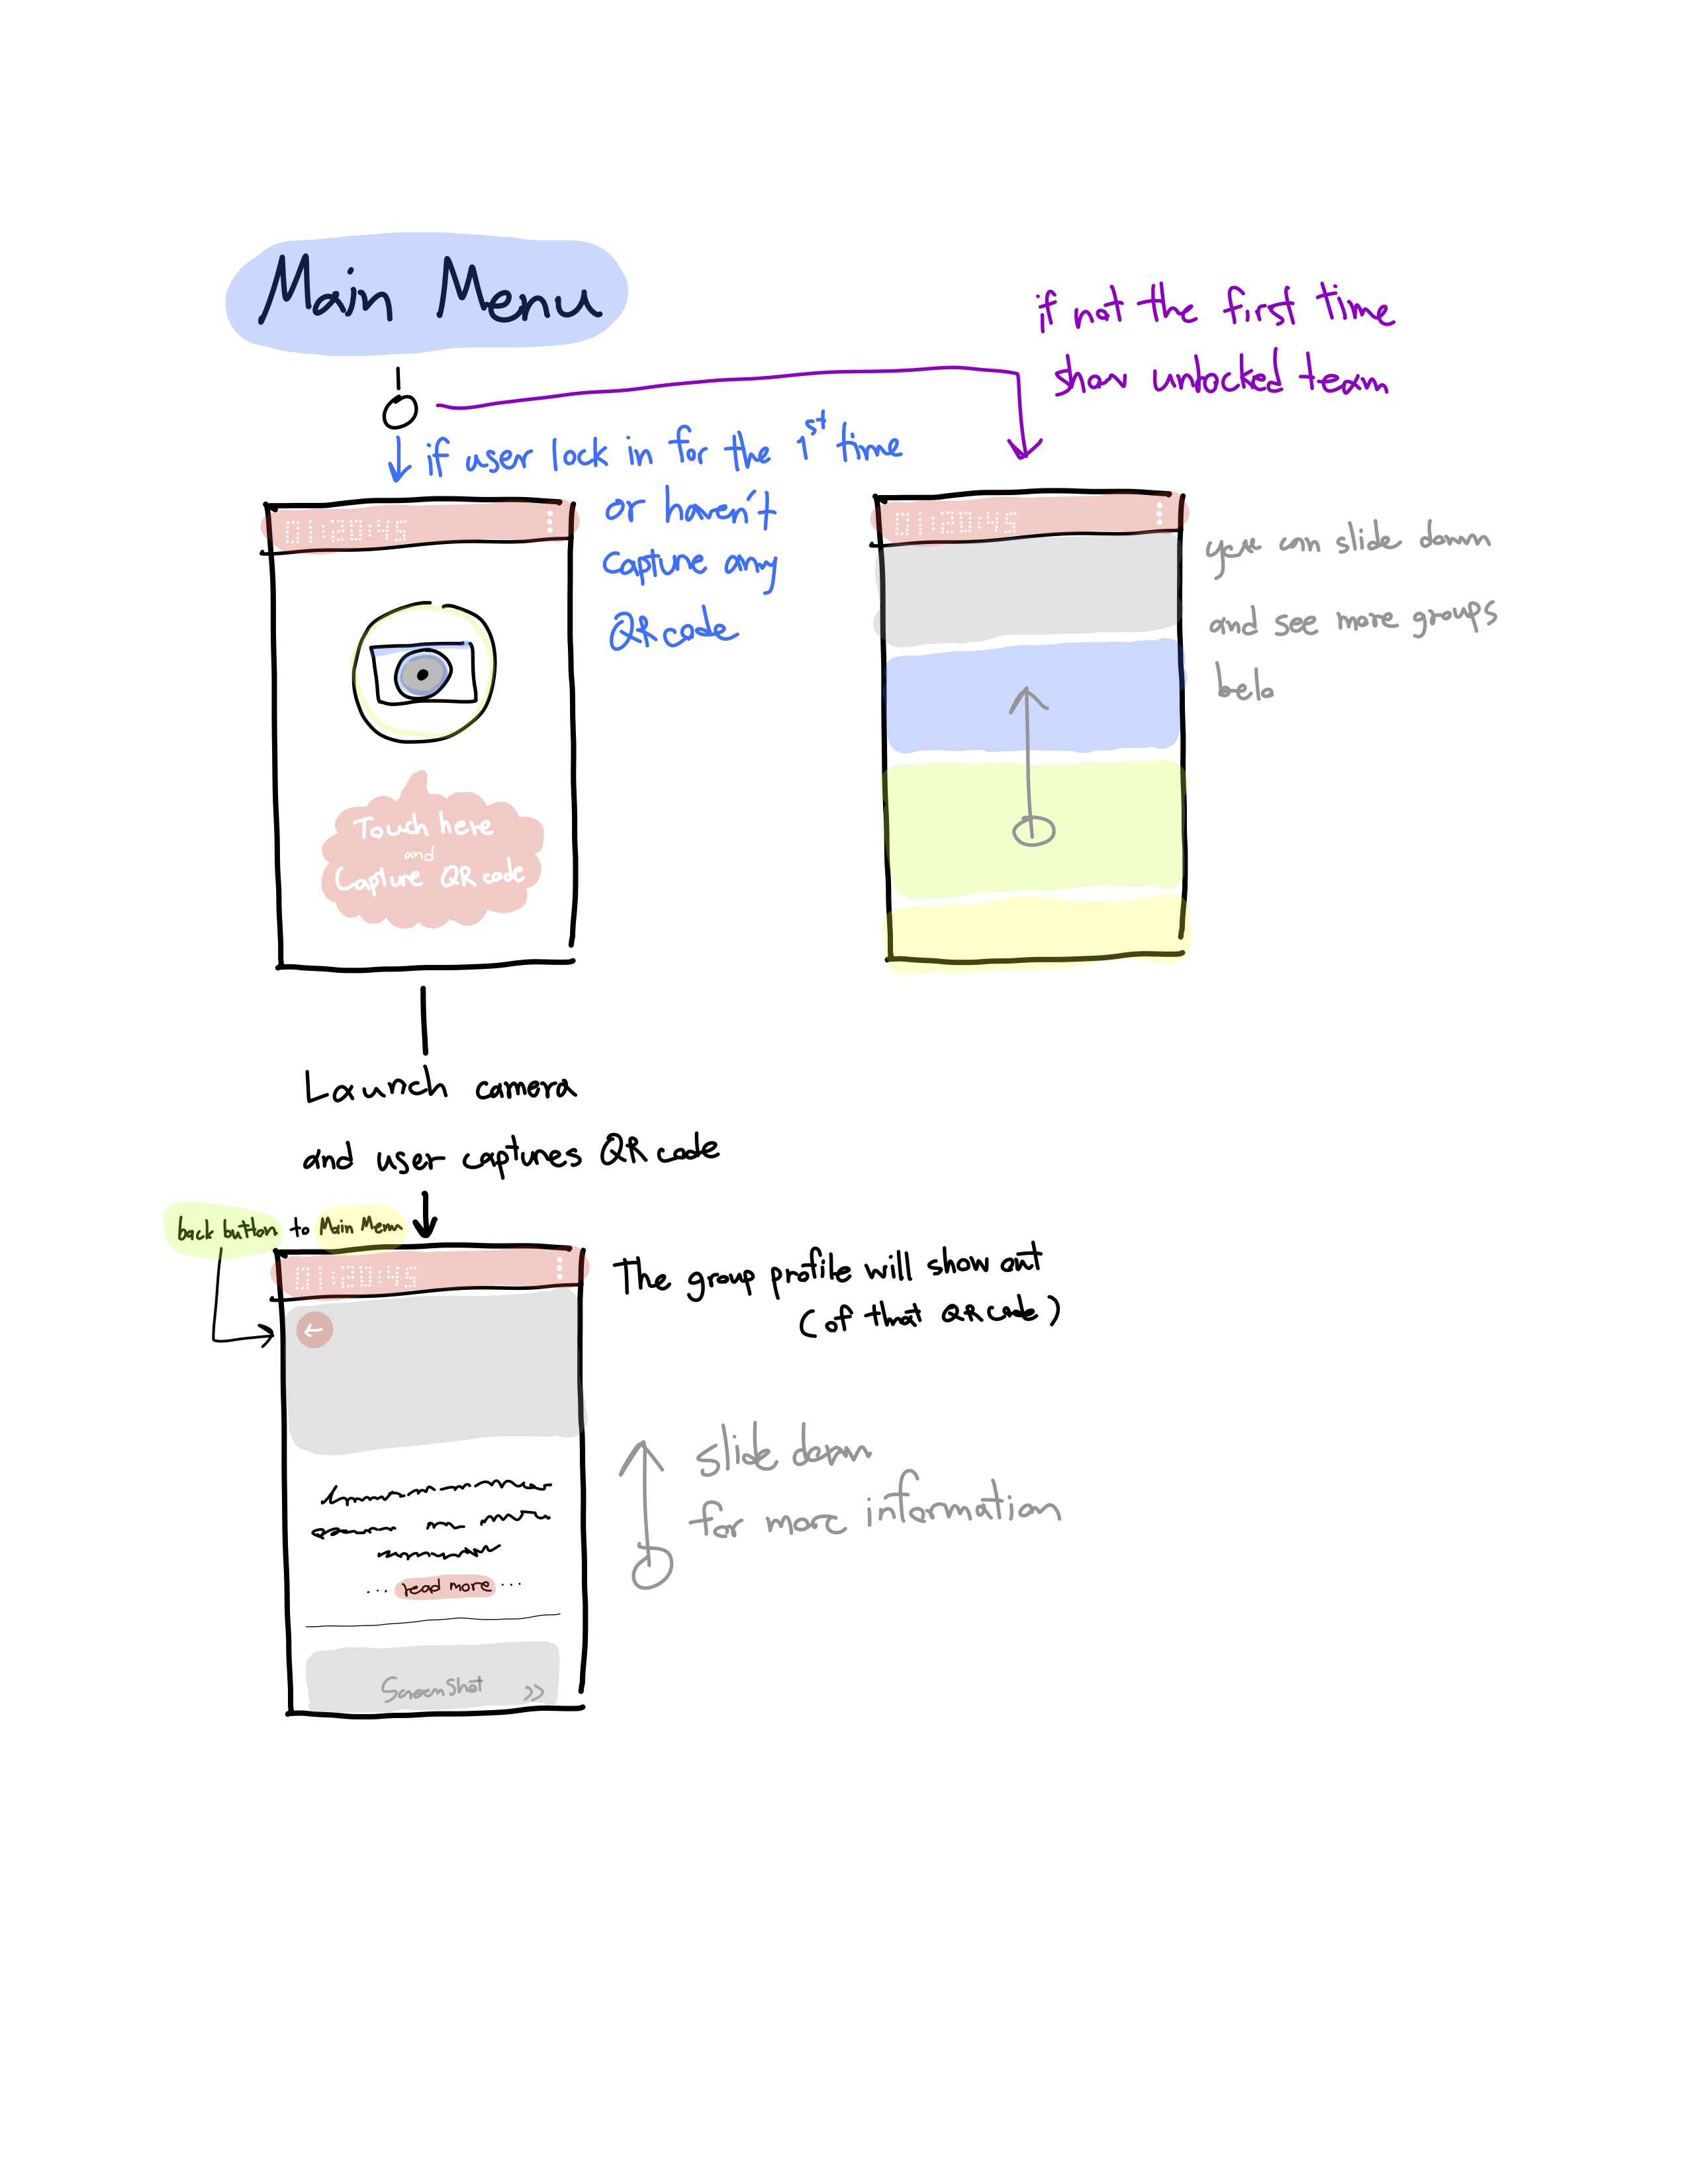 Main Menu
if not the first time
show unlocked team
if user lock in for the 1st time
or haven't
capture any
QR code
01:20:45
Touch here
and
Capture QR code
01:20:45
you can slide down
and see more groups
belo
Launch camera
and user captures QR code
back button to Main Menu
01:20:45
←
The group profile will show out
(of that QR code)
slide down
for more information
... read more ...
Screenshot >>